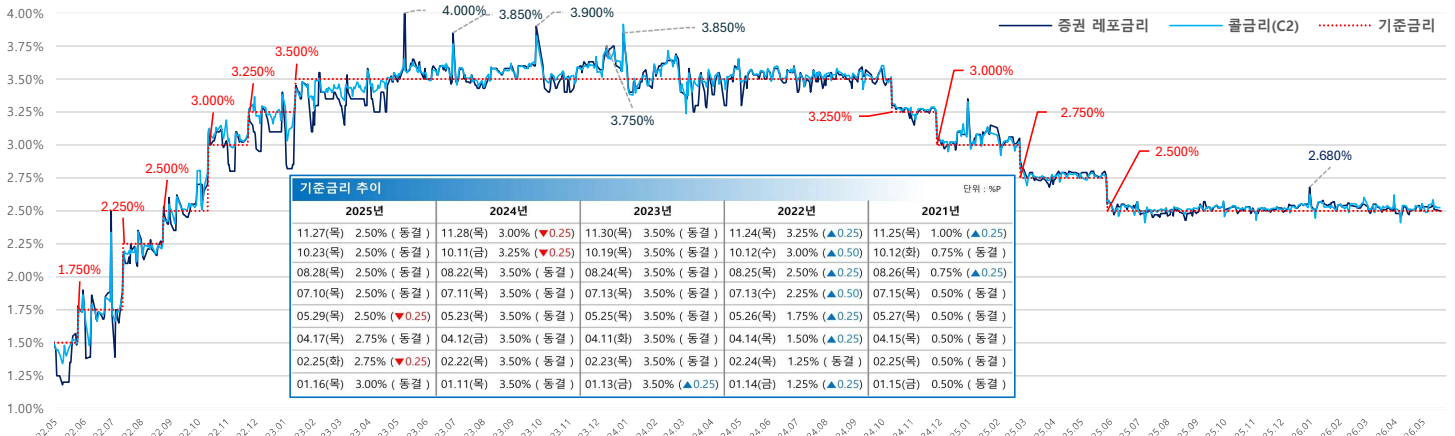 4.00%
3.75%
3.50%
3.25%
3.00%
2.75%
2.50%
2.25%
2.00%
1.75%
1.50%
1.25%
1.00%
증권 레포금리
콜금리(C2)
기준금리
1.750%
2.250%
2.500%
3.000%
3.250%
3.500%
4.000%
3.850%
3.900%
3.850%
3.750%
3.250%
3.000%
2.750%
2.500%
2.680%
기준금리 추이 단위 : %P
2025년 2024년 2023년 2022년 2021년
11.27(목) 2.50% ( 동결 ) 11.28(목) 3.00% (▼0.25) 11.30(목) 3.50% ( 동결 ) 11.24(목) 3.25% (▲0.25) 11.25(목) 1.00% (▲0.25)
10.23(목) 2.50% ( 동결 ) 10.11(금) 3.25% (▼0.25) 10.19(목) 3.50% ( 동결 ) 10.12(수) 3.00% (▲0.50) 10.12(화) 0.75% ( 동결 )
08.28(목) 2.50% ( 동결 ) 08.22(목) 3.50% ( 동결 ) 08.24(목) 3.50% ( 동결 ) 08.25(목) 2.50% (▲0.25) 08.26(목) 0.75% (▲0.25)
07.10(목) 2.50% ( 동결 ) 07.11(목) 3.50% ( 동결 ) 07.13(목) 3.50% ( 동결 ) 07.13(수) 2.25% (▲0.50) 07.15(목) 0.50% ( 동결 )
05.29(목) 2.50% (▼0.25) 05.23(목) 3.50% ( 동결 ) 05.25(목) 3.50% ( 동결 ) 05.26(목) 1.75% (▲0.25) 05.27(목) 0.50% ( 동결 )
04.17(목) 2.75% ( 동결 ) 04.12(금) 3.50% ( 동결 ) 04.11(화) 3.50% ( 동결 ) 04.14(목) 1.50% (▲0.25) 04.15(목) 0.50% ( 동결 )
02.25(화) 2.75% (▼0.25) 02.22(목) 3.50% ( 동결 ) 02.23(목) 3.50% ( 동결 ) 02.24(목) 1.25% ( 동결 ) 02.25(목) 0.50% ( 동결 )
01.16(목) 3.00% ( 동결 ) 01.11(목) 3.50% ( 동결 ) 01.13(금) 3.50% (▲0.25) 01.14(금) 1.25% (▲0.25) 01.15(금) 0.50% ( 동결 )